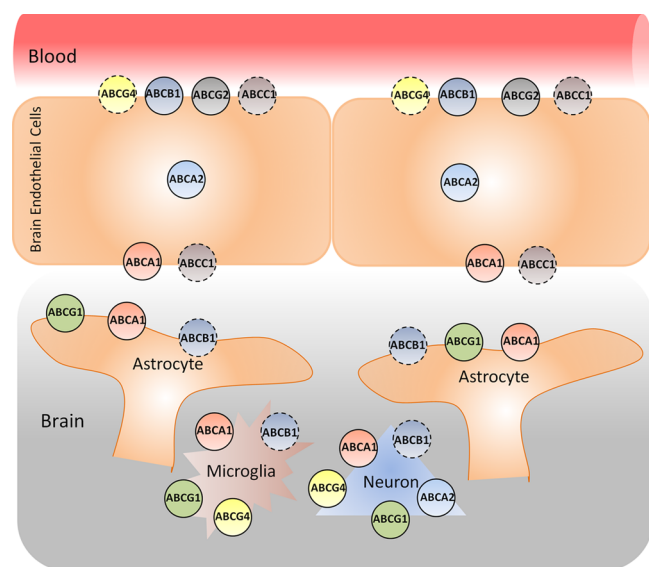 Blood
ABCG4 ABCB1 ABCG2 ABCC1 ABCG4 ABCB1 ABCG2 ABCC1
Brain Endothelial Cells
ABCA2 ABCA2
ABCA1 ABCC1 ABCA1 ABCC1
ABCG1 ABCA1 ABCB1 ABCB1 ABCG1 ABCA1
Astrocyte Astrocyte
Brain
ABCA1 ABCB1 ABCA1 ABCB1
Microglia Neuron
ABCG1 ABCG4 ABCG4 ABCG1 ABCA2